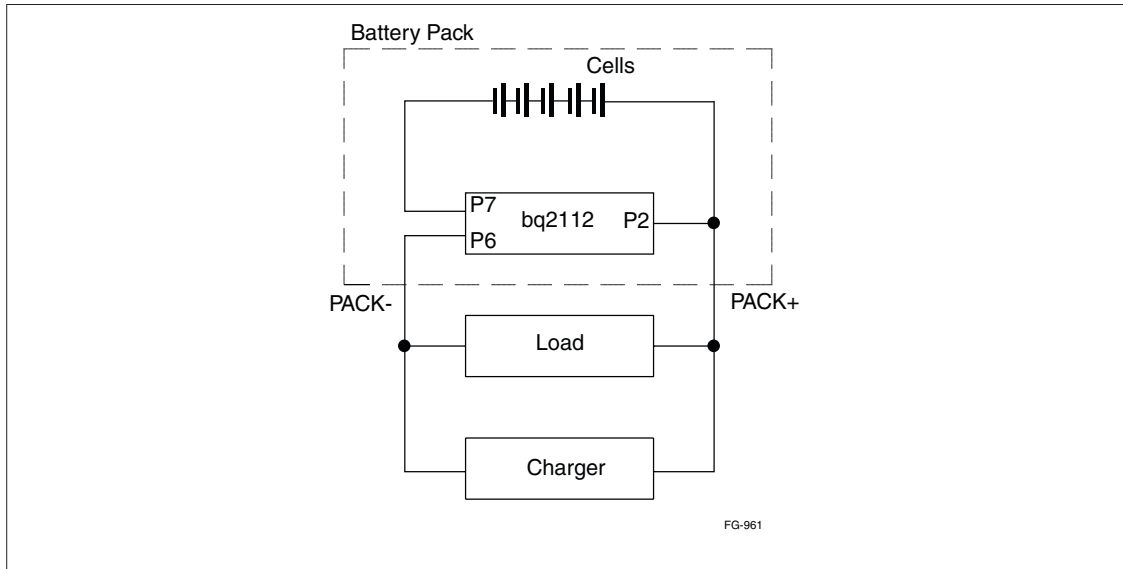 Battery Pack
Cells
P7
bq2112
P2
P6
PACK-
PACK+
Load
Charger
FG-961